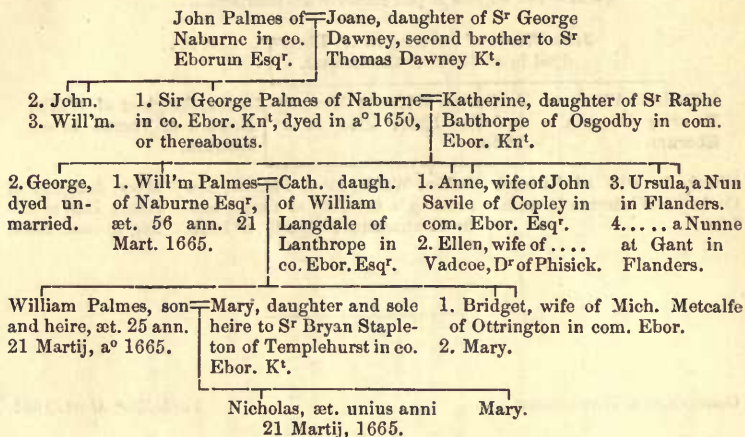 John Palmes of Joane, daughter of Sʳ George
Naburne in co. Dawney, second brother to Sʳ
Eborum Esqʳ. Thomas Dawney Kᵗ.
2. John. 1. Sir George Palmes of Naburne Katherine, daughter of Sʳ Raphe
3. Will'm. in co. Ebor. Knᵗ, dyed in aº 1650, Babthorpe of Osgodby in com.
or thereabouts. Ebor. Knᵗ.
2. George, 1. Will'm Palmes Cath. daugh. 1. Anne, wife of John 3. Ursula, a Nun
dyed un- of Naburne Esqʳ, of William Savile of Copley in in Flanders.
married. æt. 56 ann. 21 Langdale of com. Ebor. Esqʳ. 4. .... a Nunne
Mart. 1665. Lanthrope in 2. Ellen, wife of .... at Gant in
co. Ebor. Esqʳ. Vadcoe, Dʳ of Phisick. Flanders.
William Palmes, son Mary, daughter and sole 1. Bridget, wife of Mich. Metcalfe
and heire, æt. 25 ann. heire to Sʳ Bryan Staple- of Ottrington in com. Ebor.
21 Martij, aº 1665. ton of Templehurst in co. 2. Mary.
Ebor. Kᵗ.
Nicholas, æt. unius anni Mary.
21 Martij, 1665.